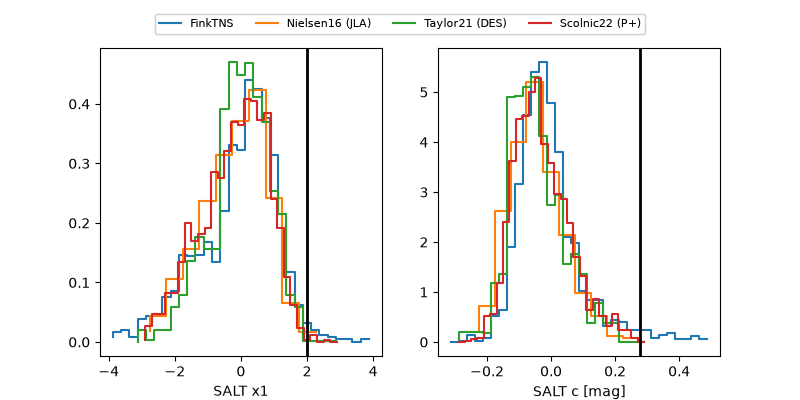 FinkTNS Nielsen16 (JLA) Taylor21 (DES) Scolnic22 (P+)
0.4
0.3
0.2
0.1
0.0
−4 −2 0 2 4
SALT x1
5
4
3
2
1
0
−0.2 0.0 0.2 0.4
SALT c [mag]